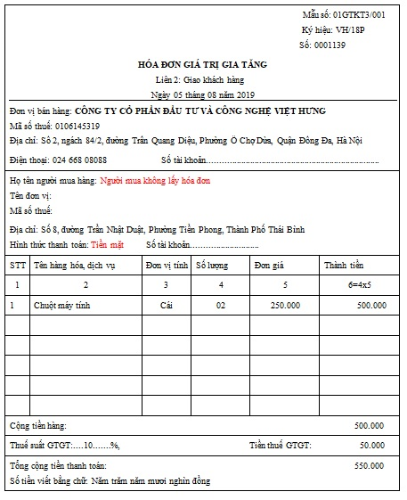 Mẫu số: 01GTKT3/001
Ký hiệu: VH/18P
Số: 0001139
HÓA ĐƠN GIÁ TRỊ GIA TĂNG
Liên 2: Giao khách hàng
Ngày 05 tháng 08 năm 2019
Đơn vị bán hàng: CÔNG TY CỔ PHẦN ĐẦU TƯ VÀ CÔNG NGHỆ VIỆT HƯNG
Mã số thuế: 0106145319
Địa chỉ: Số 2, ngách 84/2, đường Trần Quang Diệu, Phường Ô Chợ Dừa, Quận Đống Đa, Hà Nội
Điện thoại: 024 668 08088 Số tài khoản..............................................................
Họ tên người mua hàng: Người mua không lấy hóa đơn
Tên đơn vị:
Mã số thuế:
Địa chỉ: Số 8, đường Trần Nhật Duật, Phường Tiền Phong, Thành Phố Thái Bình
Hình thức thanh toán: Tiền mặt Số tài khoản............................
STT Tên hàng hóa, dịch vụ Đơn vị tính Số lượng Đơn giá Thành tiền
1 2 3 4 5 6=4x5
1 Chuột máy tính Cái 02 250.000 500.000
Cộng tiền hàng: 500.000
Thuế suất GTGT:....10.......%, Tiền thuế GTGT: 50.000
Tổng cộng tiền thanh toán: 550.000
Số tiền viết bằng chữ: Năm trăm năm mươi nghìn đồng